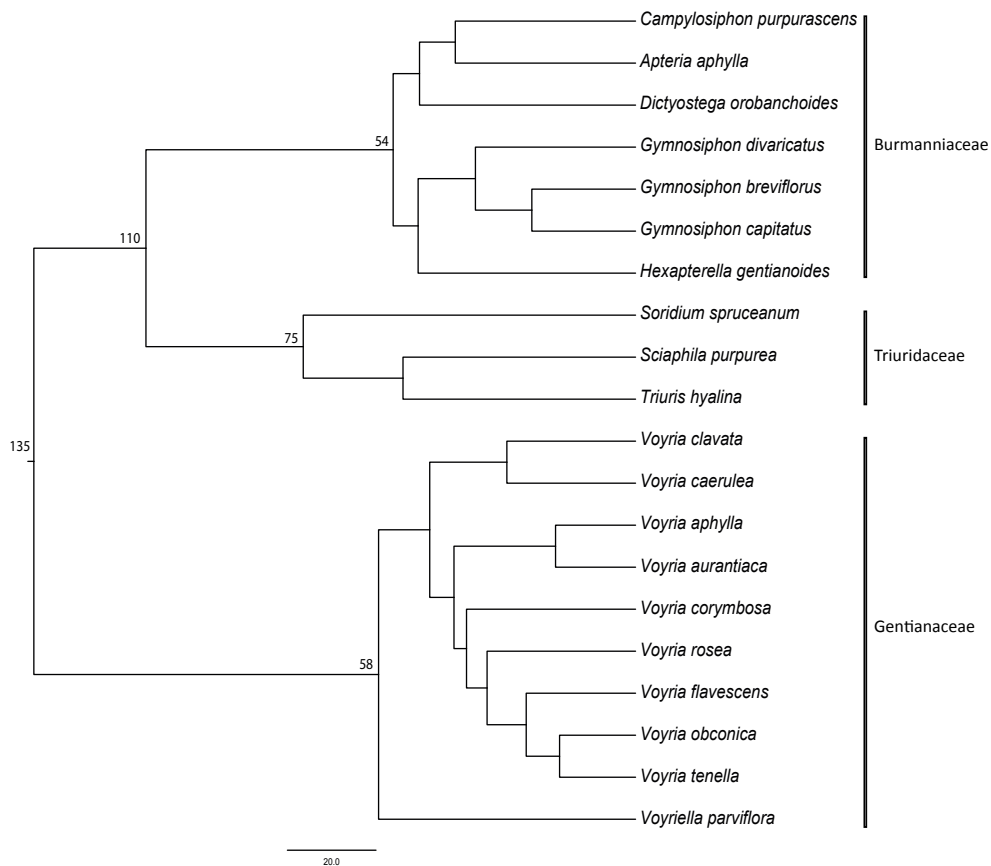 Campylosiphon purpurascens
Apteria aphylla
Dictyostega orobanchoides
54
Gymnosiphon divaricatus
Burmanniaceae
Gymnosiphon breviflorus
Gymnosiphon capitatus
110
Hexapterella gentianoides
Soridium spruceanum
75
Sciaphila purpurea
Triuridaceae
Triuris hyalina
135
Voyria clavata
Voyria caerulea
Voyria aphylla
Voyria aurantiaca
Voyria corymbosa
Gentianaceae
Voyria rosea
58
Voyria flavescens
Voyria obconica
Voyria tenella
Voyriella parviflora
20.0